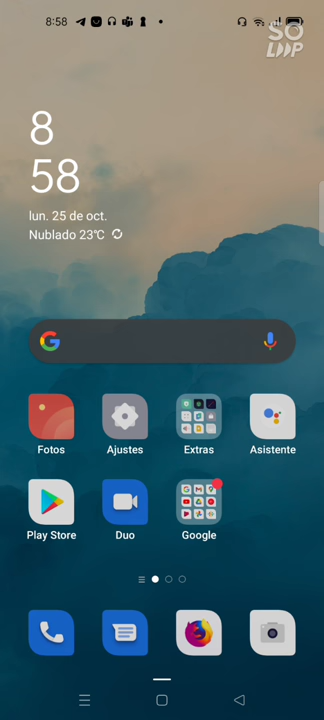 8:58
SO
LOOP
8
58
lun. 25 de oct.
Nublado 23°C
Fotos
Ajustes
Extras
Asistente
Play Store
Duo
Google